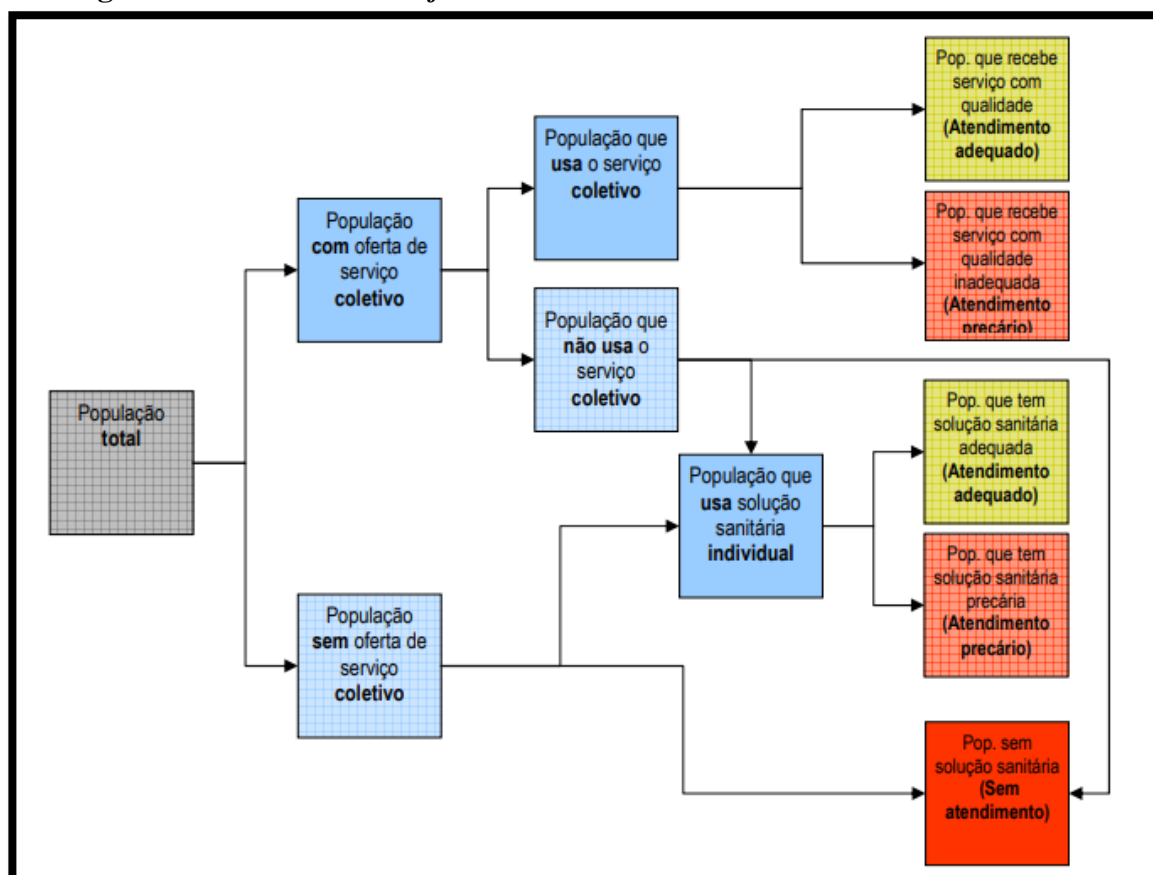 Pop. que recebe
serviço com
qualidade
(Atendimento
adequado)
População que
usa o serviço
coletivo
Pop. que recebe
serviço com
qualidade
inadequada
(Atendimento
precário)
População
com oferta de
serviço
coletivo
População que
não usa o
serviço
coletivo
População
total
Pop. que tem
solução sanitária
adequada
(Atendimento
adequado)
População que
usa solução
sanitária
individual
Pop. que tem
solução sanitária
precária
(Atendimento
precário)
População
sem oferta de
serviço
coletivo
Pop. sem
solução sanitária
(Sem
atendimento)